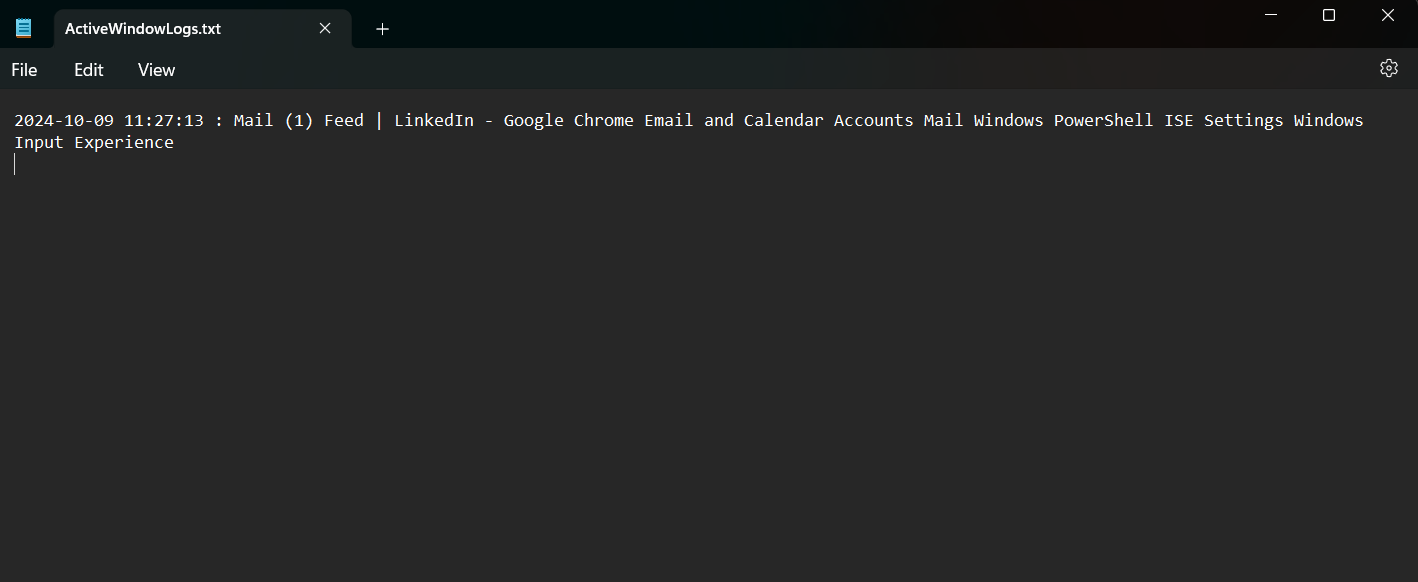 ActiveWindowLogs.txt
File Edit View
2024-10-09 11:27:13 : Mail (1) Feed | LinkedIn - Google Chrome Email and Calendar Accounts Mail Windows PowerShell ISE Settings Windows
Input Experience